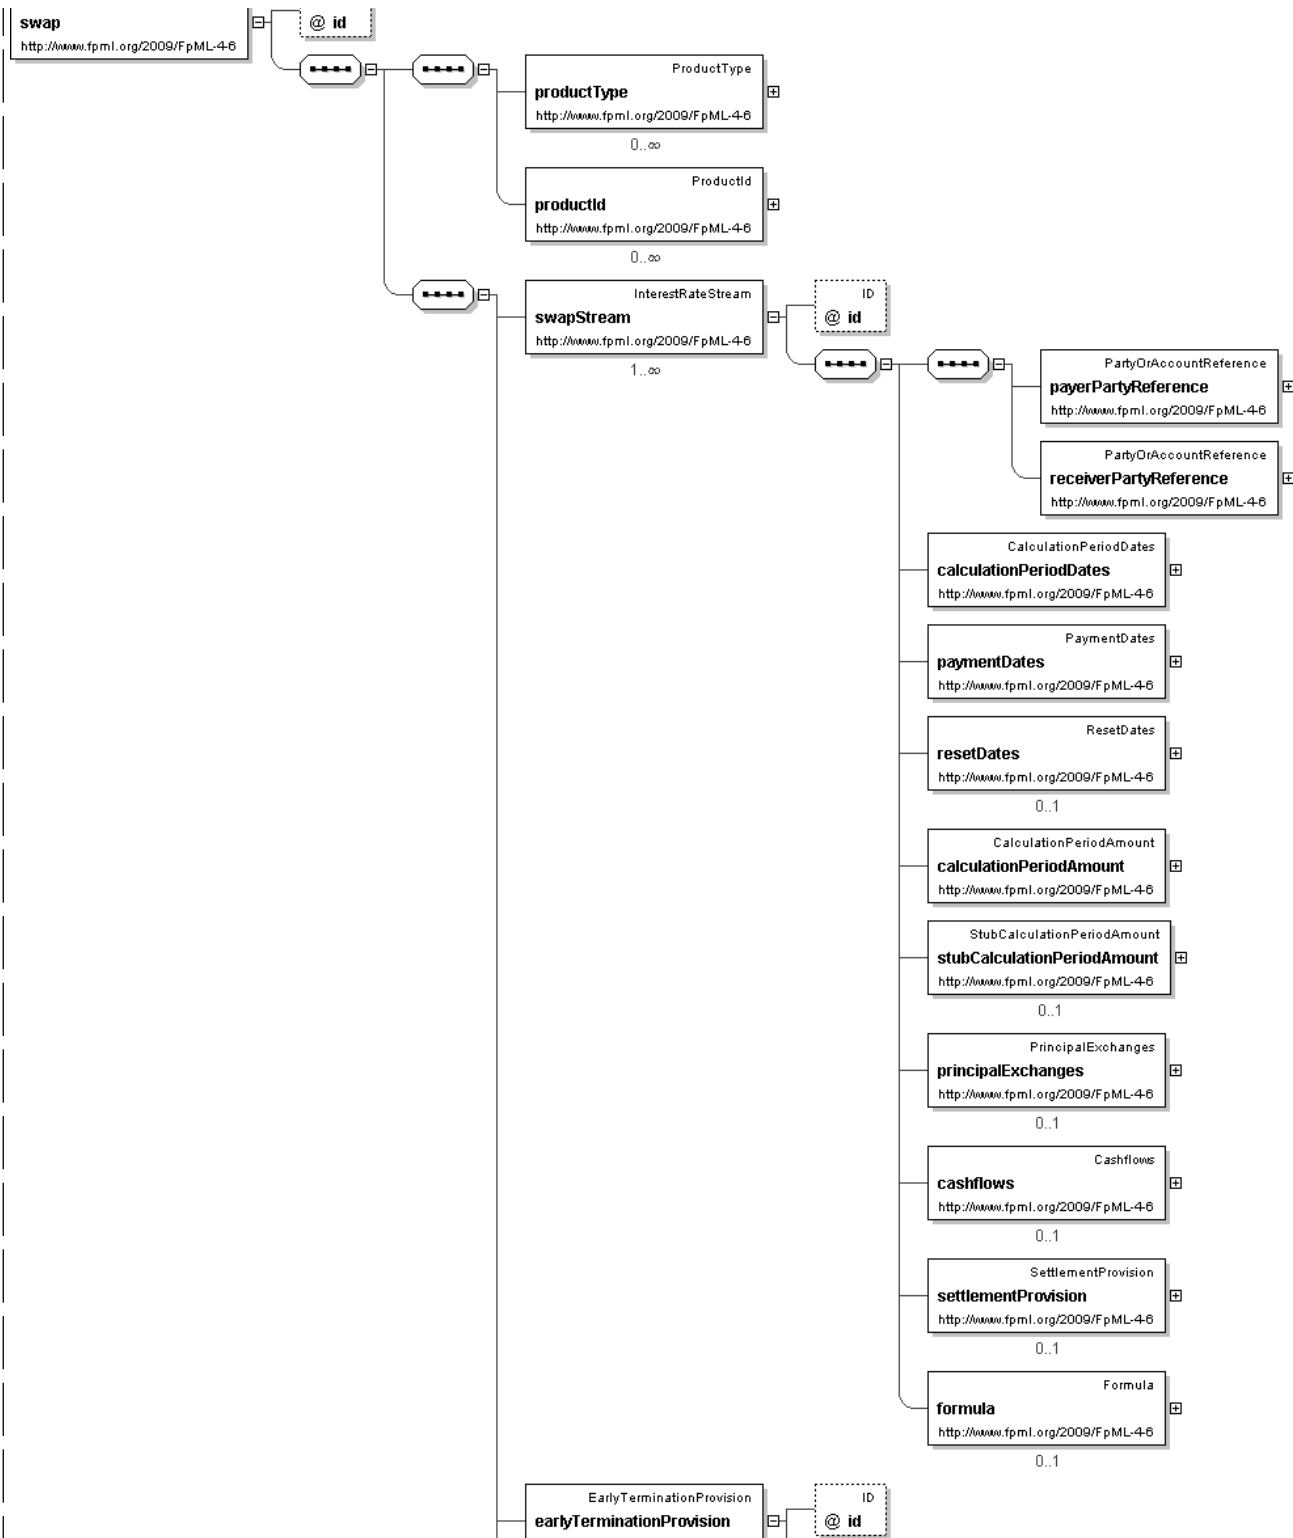 swap
http://www.fpml.org/2009/FpML-4-6
@ id
ProductType
productType
http://www.fpml.org/2009/FpML-4-6
0..∞
ProductId
productId
http://www.fpml.org/2009/FpML-4-6
0..∞
InterestRateStream
swapStream
http://www.fpml.org/2009/FpML-4-6
1..∞
ID
@ id
PartyOrAccountReference
payerPartyReference
http://www.fpml.org/2009/FpML-4-6
PartyOrAccountReference
receiverPartyReference
http://www.fpml.org/2009/FpML-4-6
CalculationPeriodDates
calculationPeriodDates
http://www.fpml.org/2009/FpML-4-6
PaymentDates
paymentDates
http://www.fpml.org/2009/FpML-4-6
ResetDates
resetDates
http://www.fpml.org/2009/FpML-4-6
0..1
CalculationPeriodAmount
calculationPeriodAmount
http://www.fpml.org/2009/FpML-4-6
StubCalculationPeriodAmount
stubCalculationPeriodAmount
http://www.fpml.org/2009/FpML-4-6
0..1
PrincipalExchanges
principalExchanges
http://www.fpml.org/2009/FpML-4-6
0..1
Cashflows
cashflows
http://www.fpml.org/2009/FpML-4-6
0..1
SettlementProvision
settlementProvision
http://www.fpml.org/2009/FpML-4-6
0..1
Formula
formula
http://www.fpml.org/2009/FpML-4-6
0..1
EarlyTerminationProvision
earlyTerminationProvision
ID
@ id